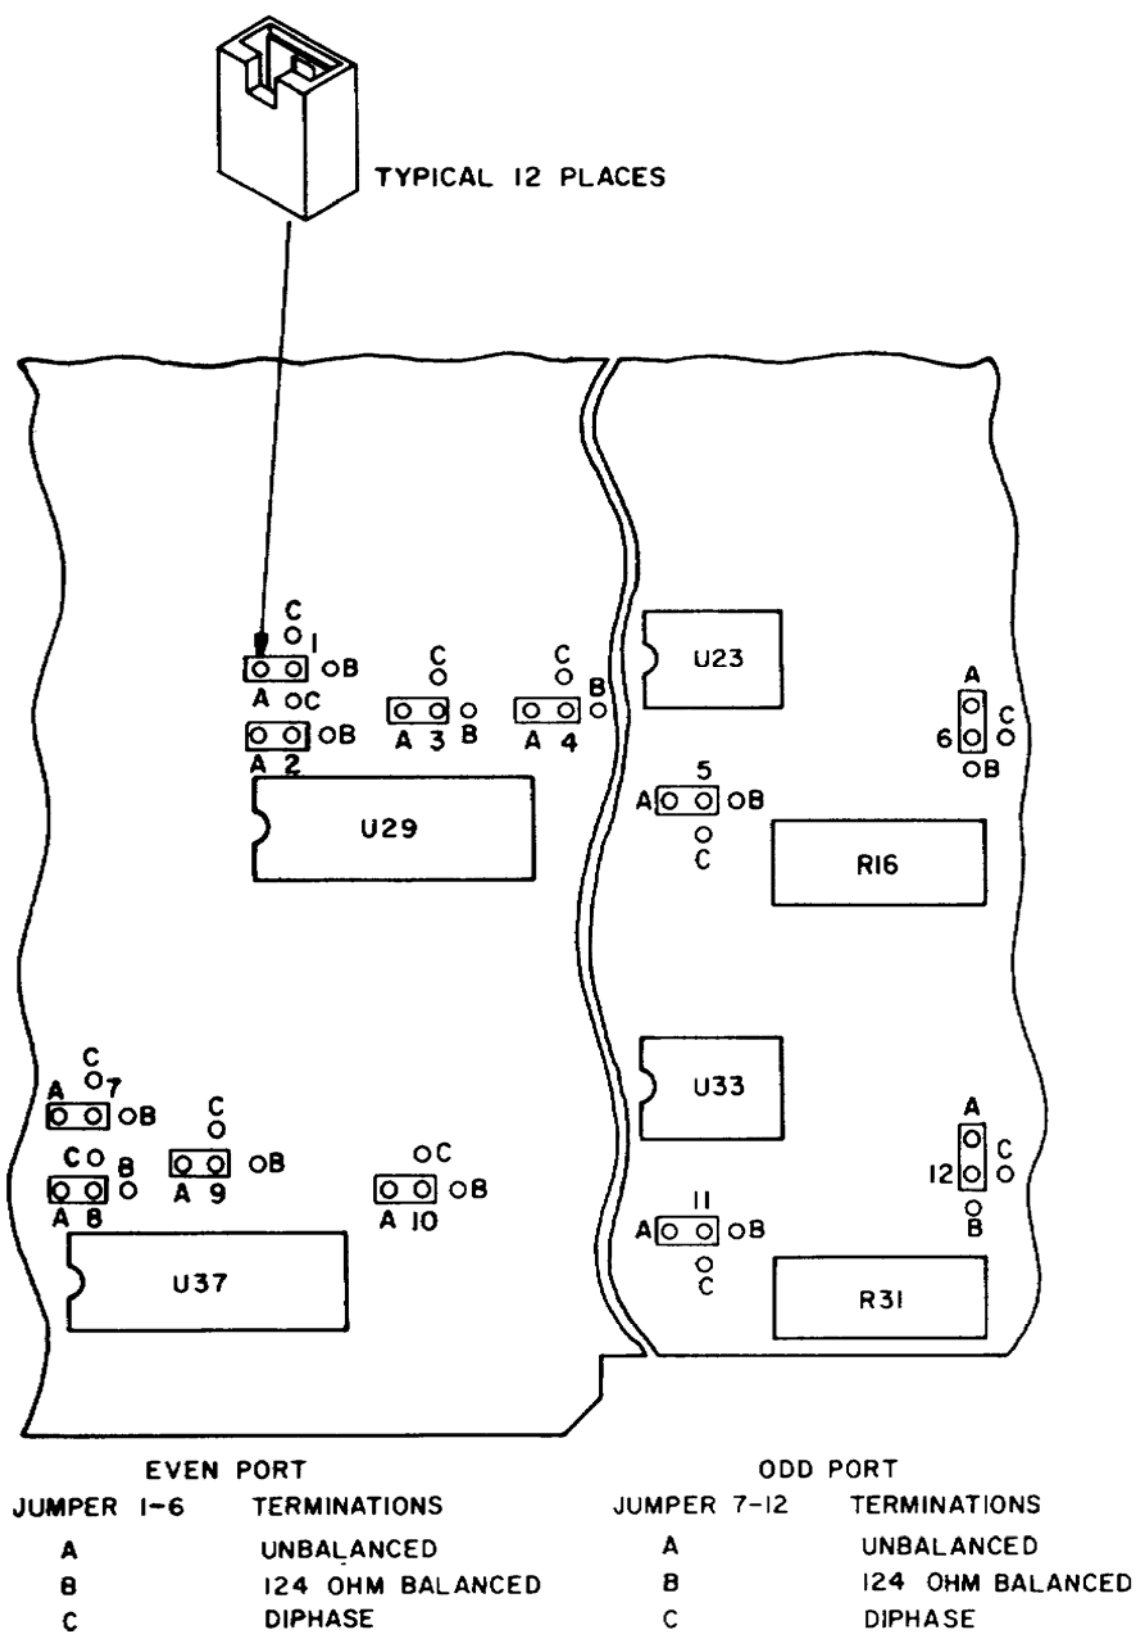 TYPICAL 12 PLACES
C
1
B
A C
B
A 2
C
A 3 B
C
B
A 4
U29
U23
A
C
6
B
5
A B
C
R16
C
A 7
B
C B
A 8
C
B
A 9
C
B
A 10
U37
U33
A
C
12
B
11
A B
C
R31
EVEN PORT
JUMPER 1-6 TERMINATIONS
A UNBALANCED
B 124 OHM BALANCED
C DIPHASE
ODD PORT
JUMPER 7-12 TERMINATIONS
A UNBALANCED
B 124 OHM BALANCED
C DIPHASE